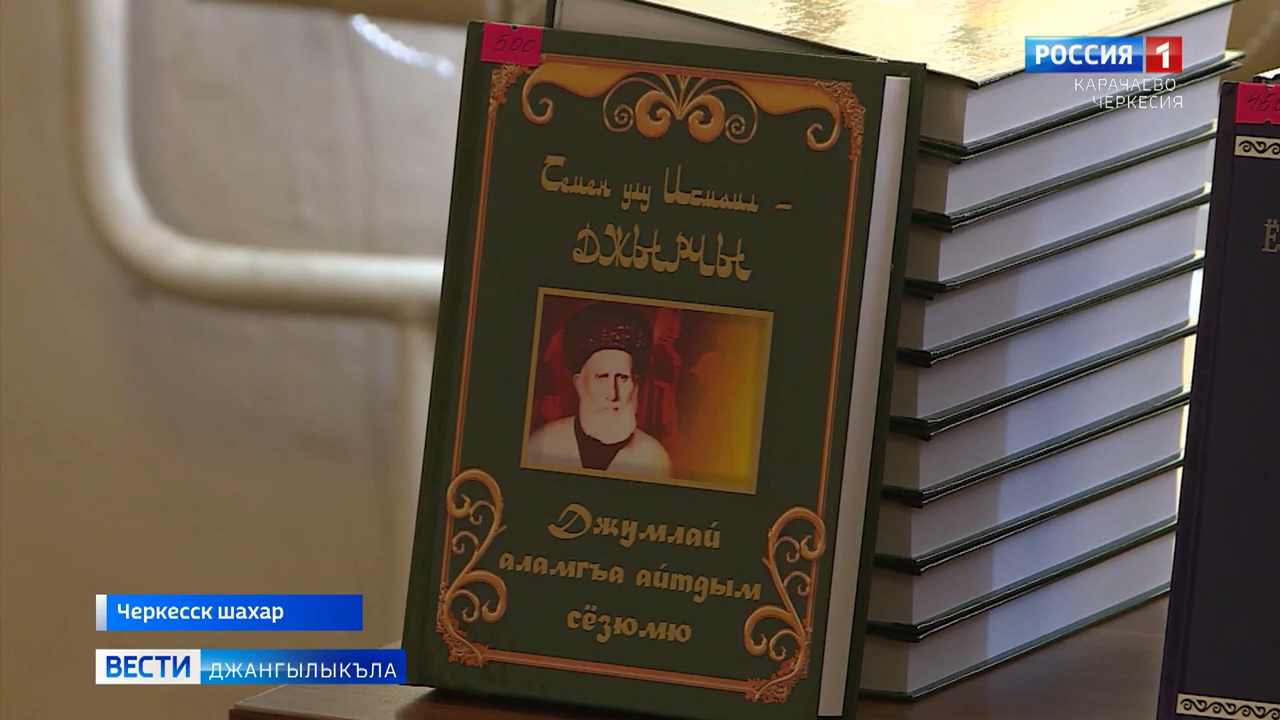 500
РОССИЯ 1
КАРАЧАЕВО
ЧЕРКЕСИЯ
Семен улу Исмаил –
ДЖЫРЧЫ
Джумлай
аламгъа айтдым
сёзюмю
Черкесск шахар
ВЕСТИ ДЖАНГЫЛЫКЪЛА